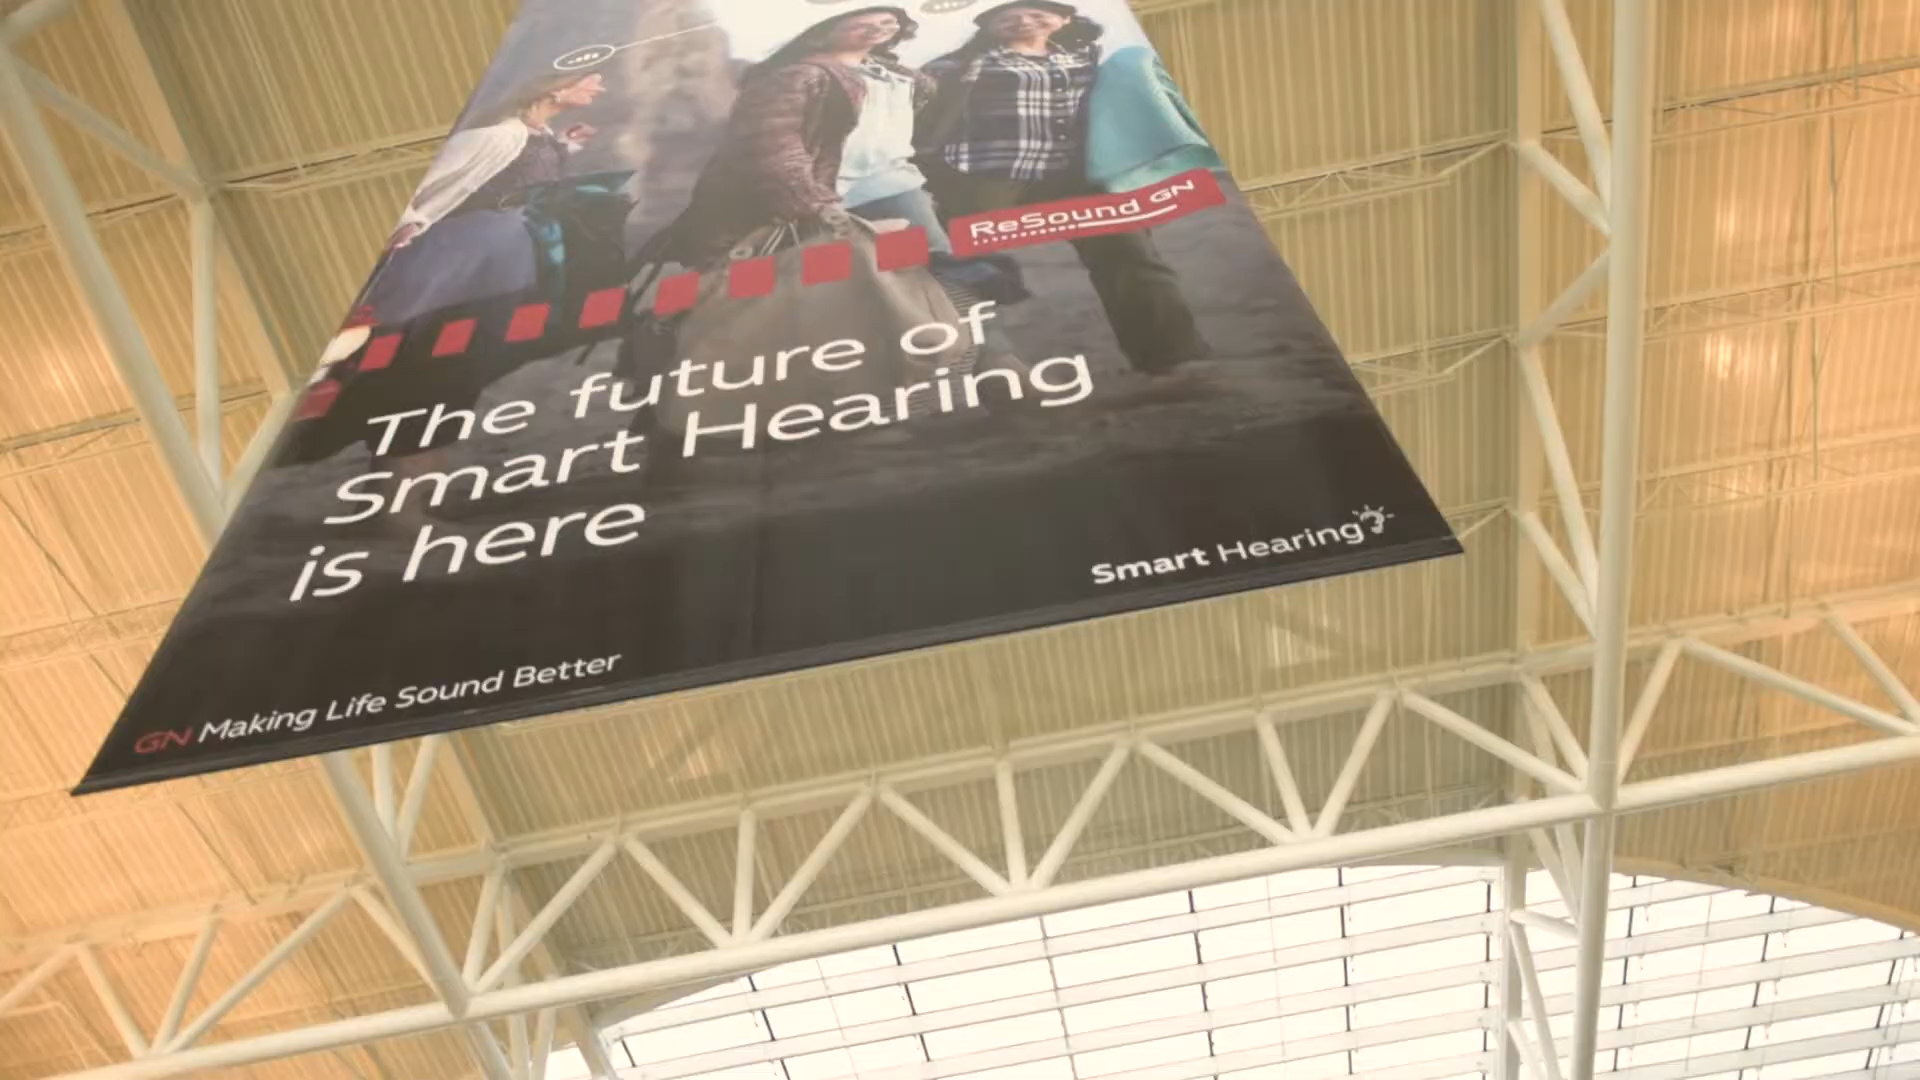 ReSound GN
The future of
Smart Hearing
is here
Smart Hearing
GN Making Life Sound Better